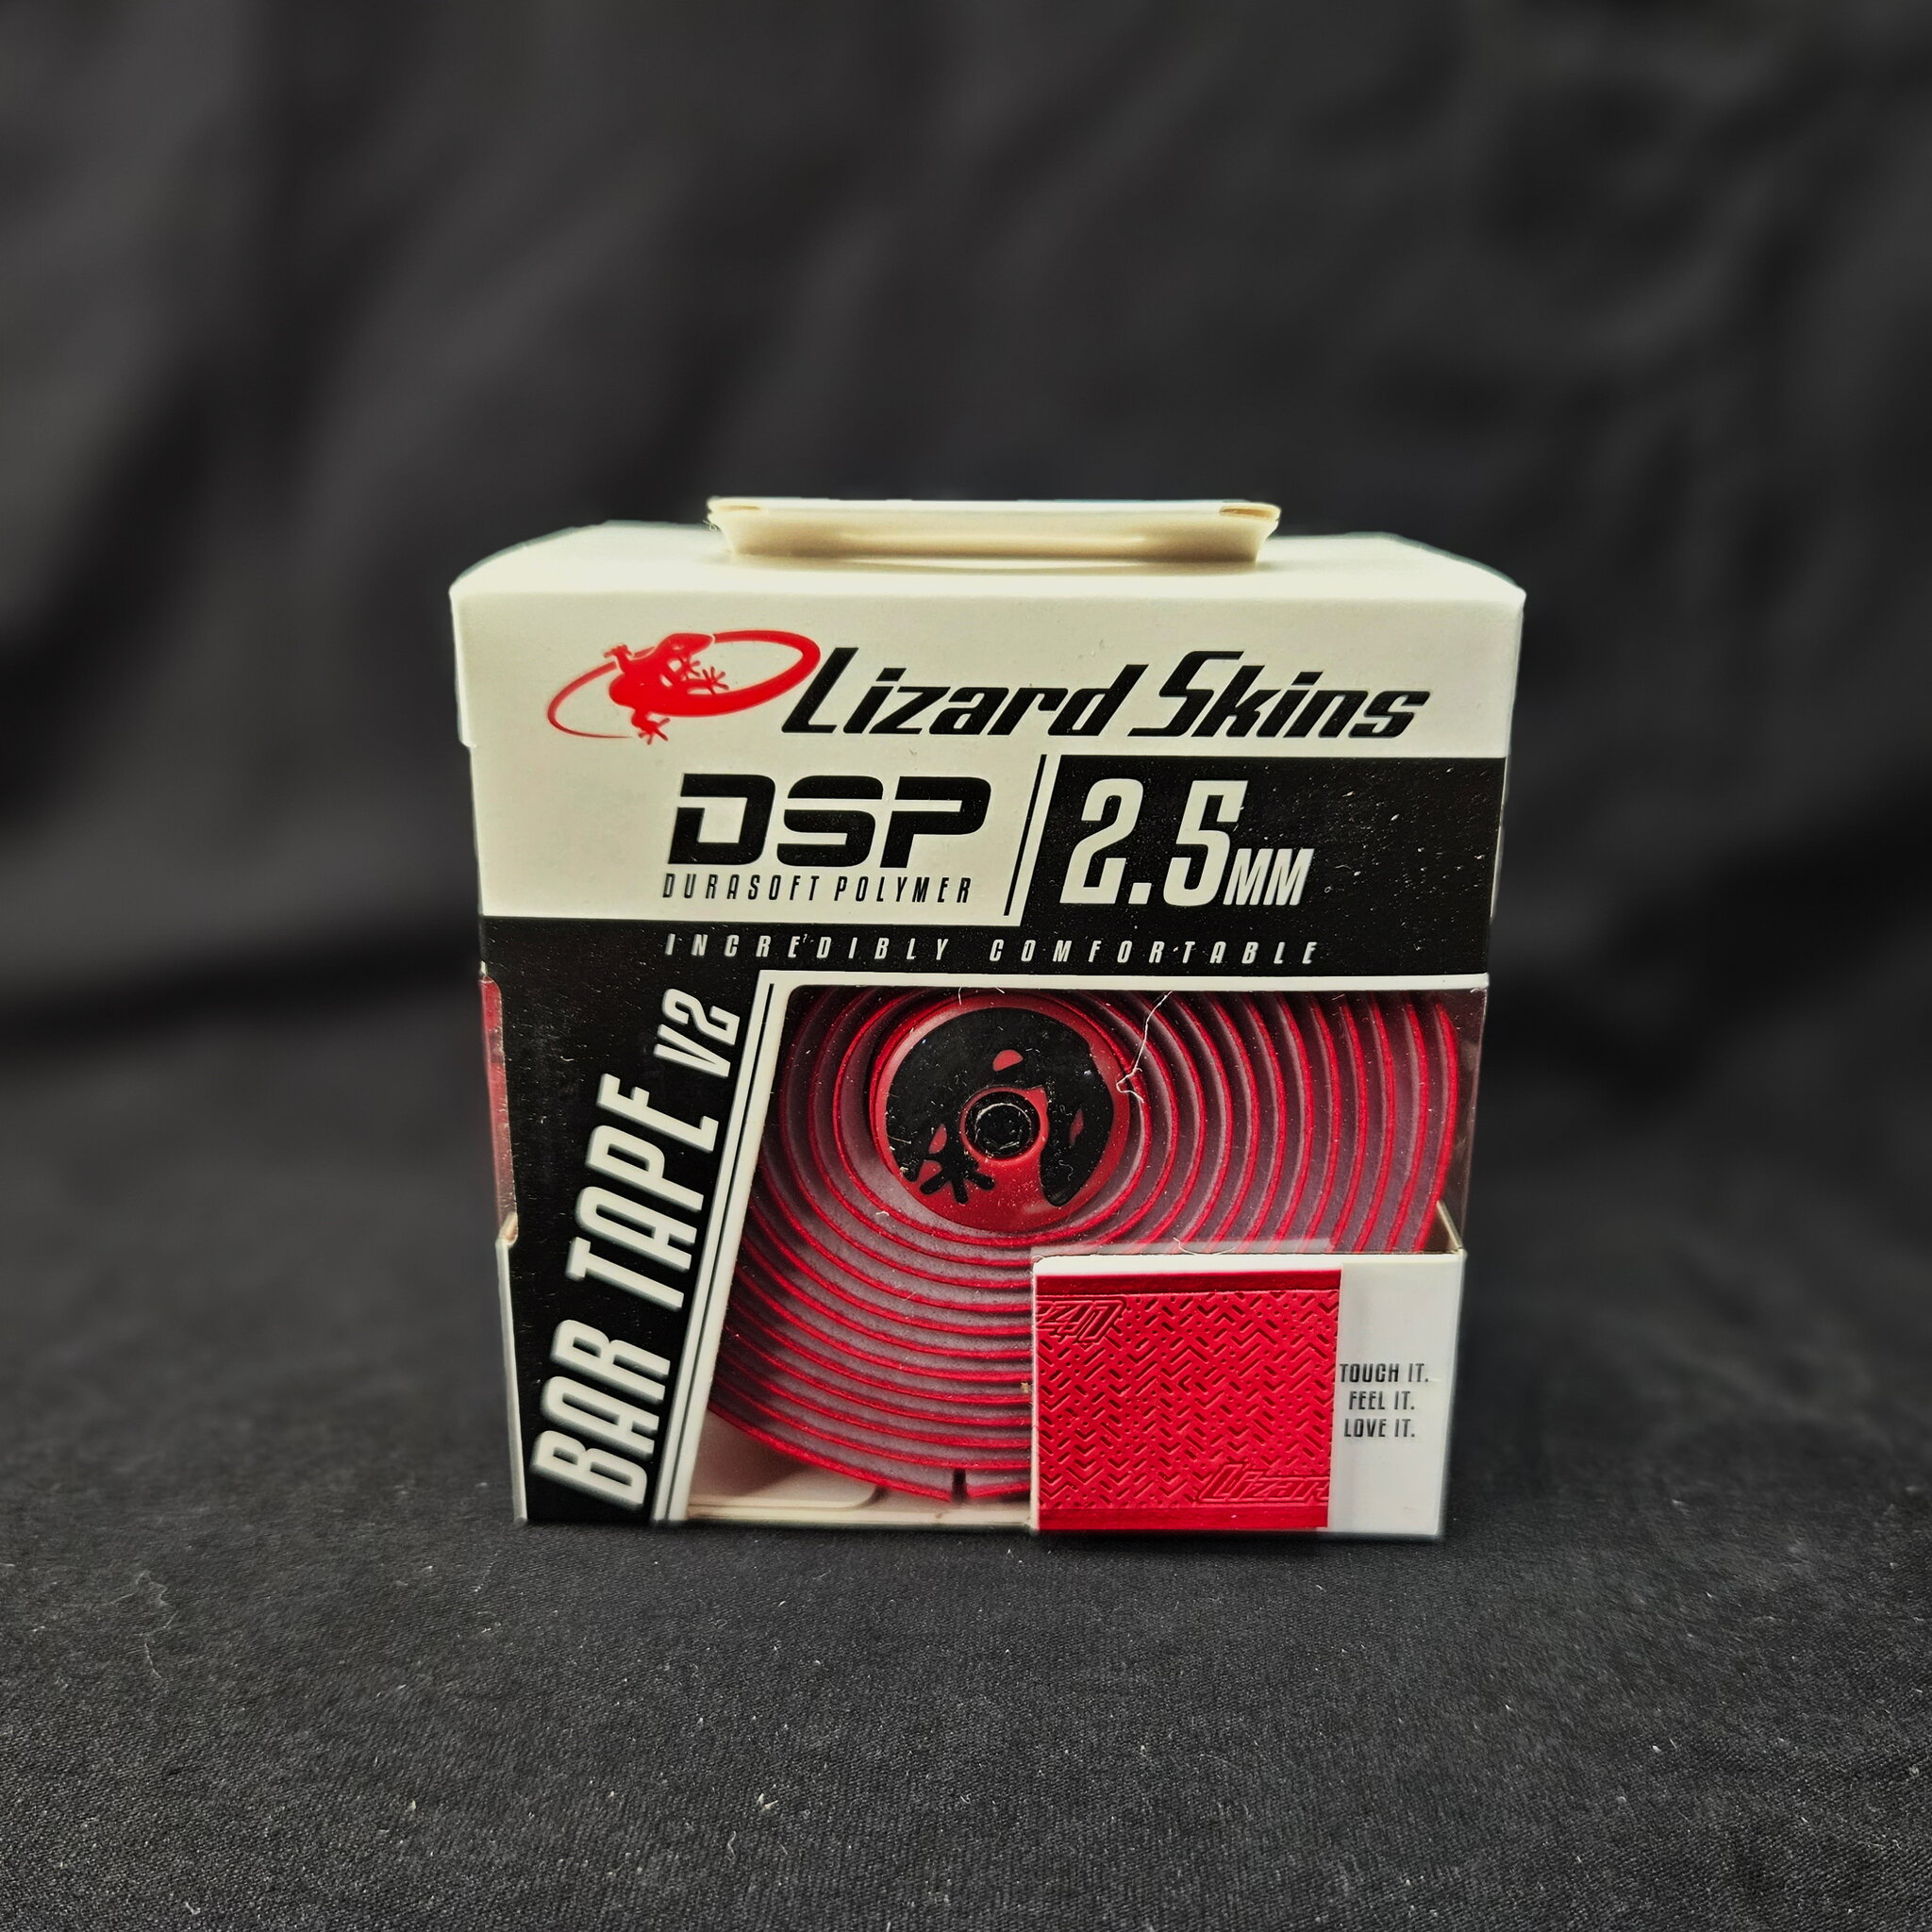 Lizard Skins
DSP
DURASOFT POLYMER
2.5MM
INCREDIBLY COMFORTABLE
BAR TAPE V2
TOUCH IT.
FEEL IT.
LOVE IT.